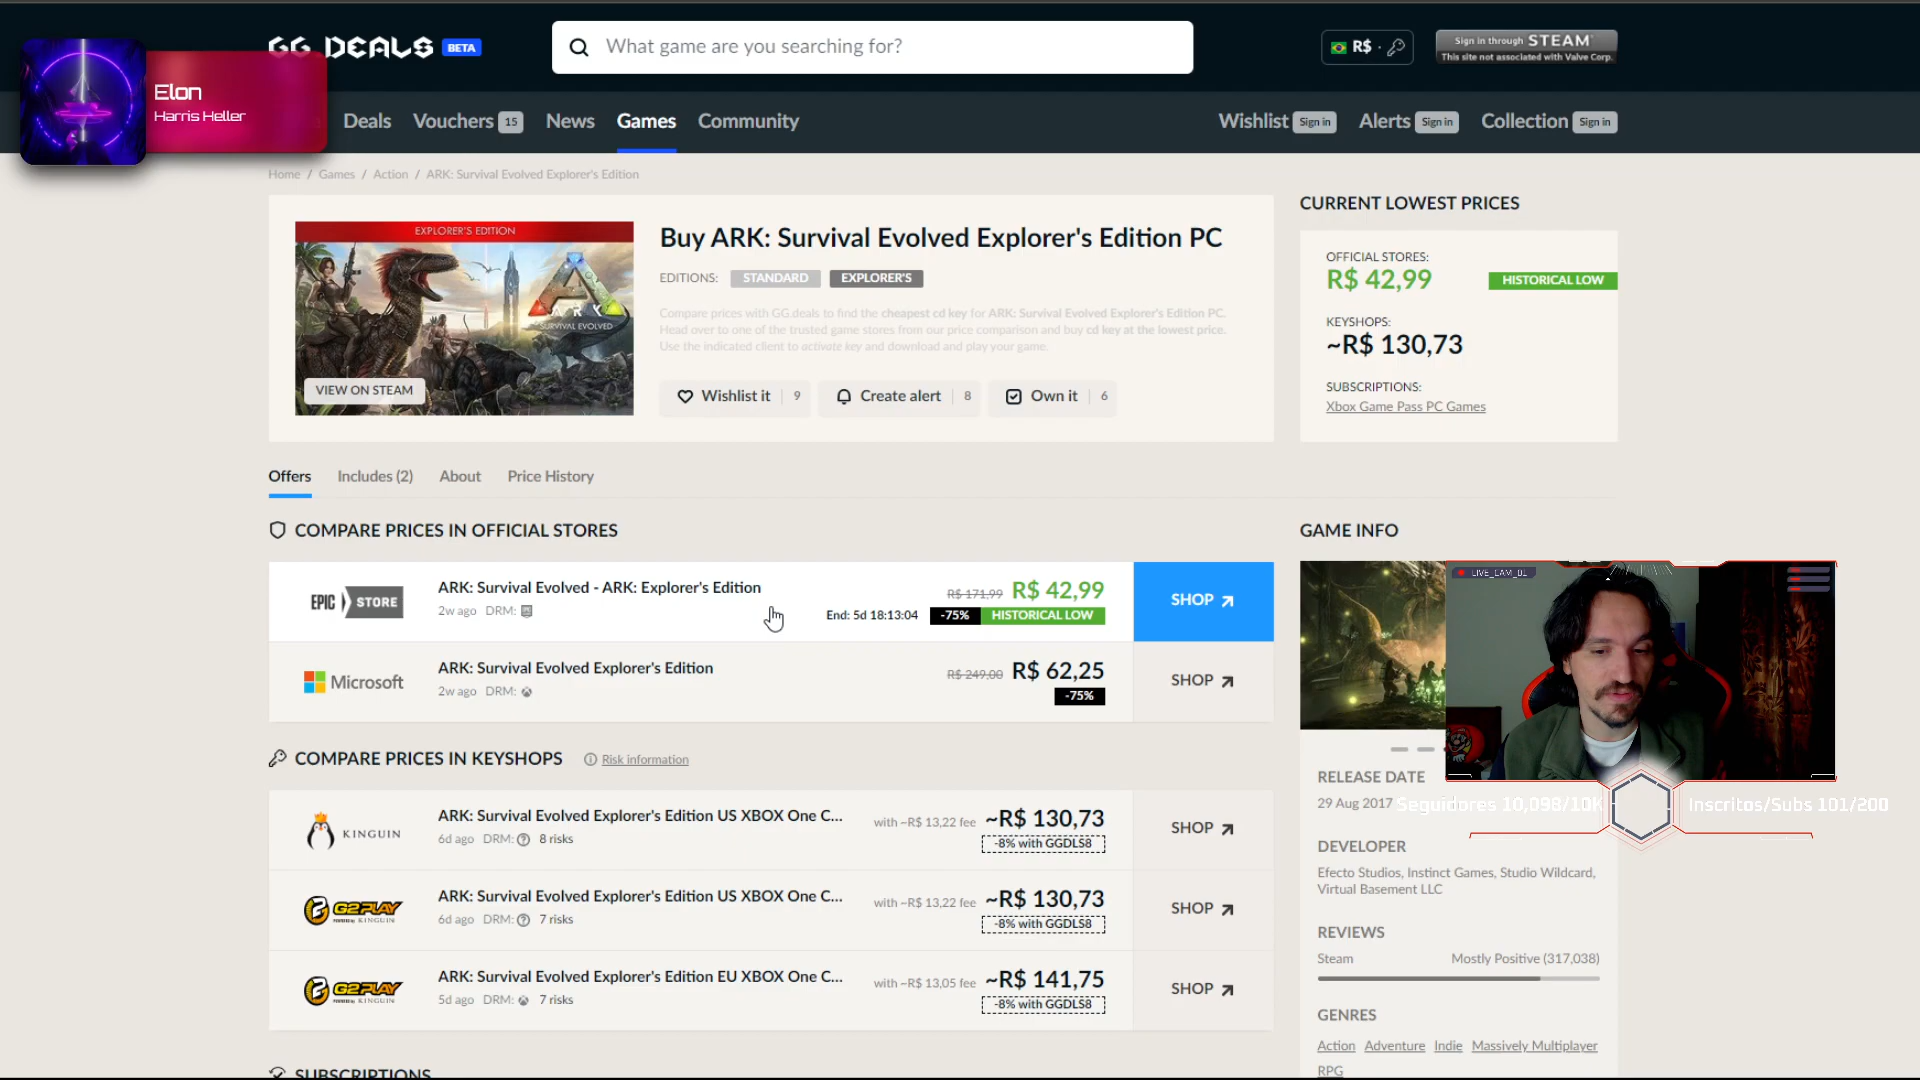 GG DEALS BETA
What game are you searching for?
R$ ·
Sign in through STEAM
This site not associated with Valve Corp.
Elon
Harris Heller
Deals
Vouchers 15
News
Games
Community
Wishlist Sign in
Alerts Sign in
Collection Sign in
Home / Games / Action / ARK: Survival Evolved Explorer's Edition
EXPLORER'S EDITION
ARK
SURVIVAL EVOLVED
VIEW ON STEAM
Buy ARK: Survival Evolved Explorer's Edition PC
EDITIONS: STANDARD EXPLORER'S
Compare prices with GG.deals to find the cheapest cd key for ARK: Survival Evolved Explorer's Edition PC.
Head over to one of the trusted game stores from our price comparison and buy cd key at the lowest price.
Use the indicated client to activate key and download and play your game.
Wishlist it 9
Create alert 8
Own it 6
CURRENT LOWEST PRICES
OFFICIAL STORES:
R$ 42,99
HISTORICAL LOW
KEYSHOPS:
~R$ 130,73
SUBSCRIPTIONS:
Xbox Game Pass PC Games
Offers
Includes (2)
About
Price History
COMPARE PRICES IN OFFICIAL STORES
EPIC STORE
ARK: Survival Evolved - ARK: Explorer's Edition
2w ago DRM:
End: 5d 18:13:04
R$ 171,99 R$ 42,99
-75% HISTORICAL LOW
SHOP
Microsoft
ARK: Survival Evolved Explorer's Edition
2w ago DRM:
R$ 249,00 R$ 62,25
-75%
SHOP
COMPARE PRICES IN KEYSHOPS
Risk information
KINGUIN
ARK: Survival Evolved Explorer's Edition US XBOX One C...
6d ago DRM: 8 risks
with ~R$ 13,22 fee ~R$ 130,73
-8% with GGDLS8
SHOP
G2PLAY
POWERED by KINGUIN
ARK: Survival Evolved Explorer's Edition US XBOX One C...
6d ago DRM: 7 risks
with ~R$ 13,22 fee ~R$ 130,73
-8% with GGDLS8
SHOP
G2PLAY
POWERED by KINGUIN
ARK: Survival Evolved Explorer's Edition EU XBOX One C...
5d ago DRM: 7 risks
with ~R$ 13,05 fee ~R$ 141,75
-8% with GGDLS8
SHOP
SUBSCRIPTIONS
GAME INFO
LIVE_CAM_01
Seguidores 10,098/10K
Inscritos/Subs 101/200
RELEASE DATE
29 Aug 2017
DEVELOPER
Efecto Studios, Instinct Games, Studio Wildcard,
Virtual Basement LLC
REVIEWS
Steam Mostly Positive (317,038)
GENRES
Action Adventure Indie Massively Multiplayer
RPG